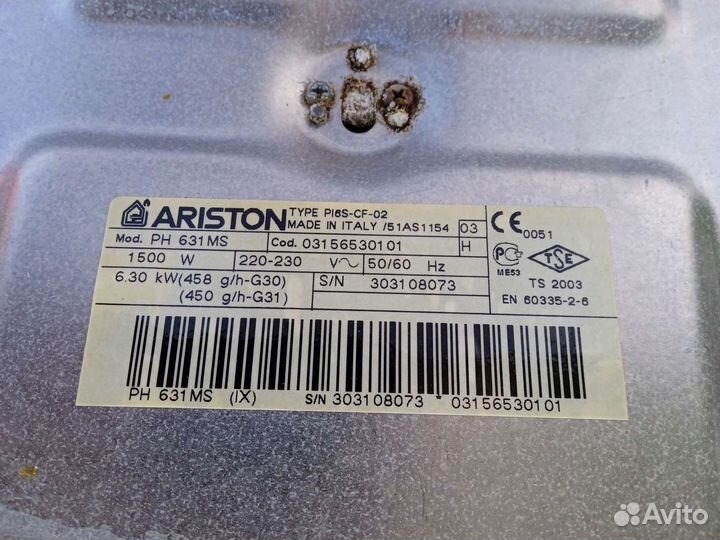 ARISTON TYPE PI6S-CF-02
MADE IN ITALY /51AS1154 03
Mod. PH 631MS Cod. 03156530101 H
1500 W 220-230 V~ 50/60 Hz
6.30 kW(458 g/h-G30) S/N 303108073
(450 g/h-G31)
CE 0051
PC ME53 TSE
TS 2003
EN 60335-2-6
PH 631MS (IX) S/N 303108073 * 03156530101
Avito